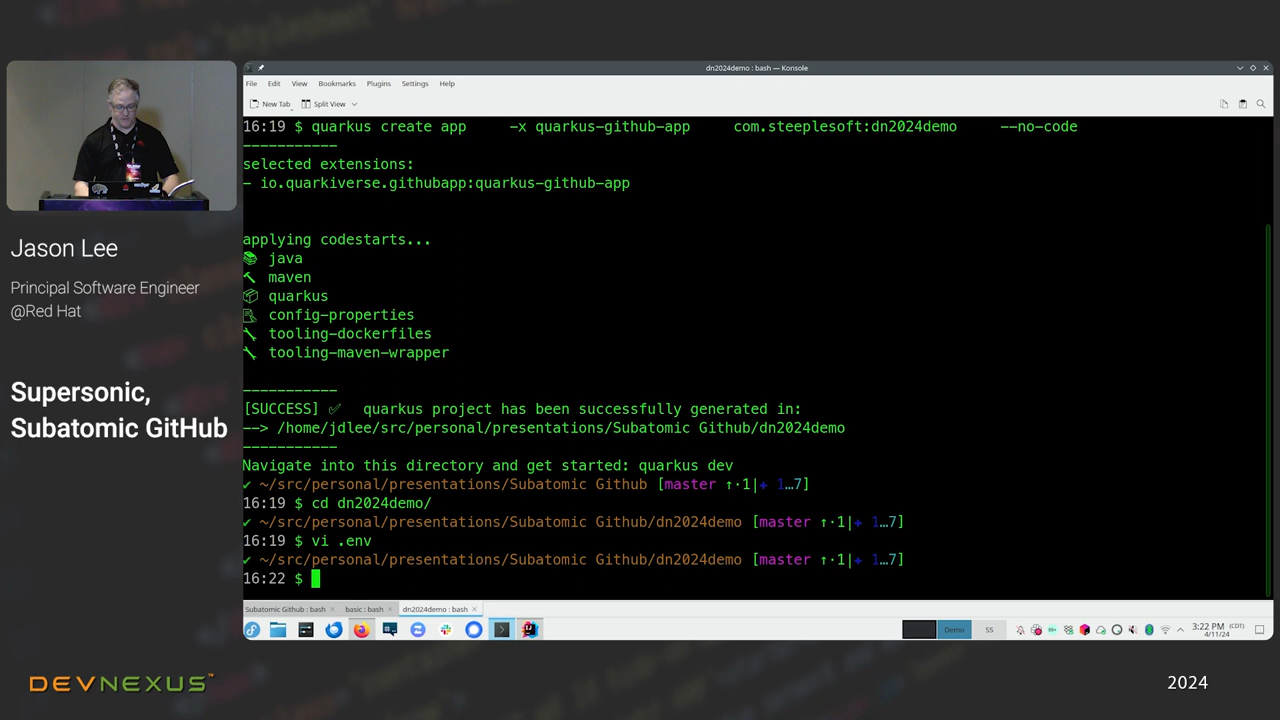 dn2024demo : bash — Konsole
File Edit View Bookmarks Plugins Settings Help
New Tab Split View
16:19 $ quarkus create app -x quarkus-github-app com.steeplesoft:dn2024demo --no-code
-----------
selected extensions:
- io.quarkiverse.githubapp:quarkus-github-app
applying codestarts...
java
maven
quarkus
config-properties
tooling-dockerfiles
tooling-maven-wrapper
-----------
[SUCCESS] ✅ quarkus project has been successfully generated in:
--> /home/jdlee/src/personal/presentations/Subatomic Github/dn2024demo
-----------
Navigate into this directory and get started: quarkus dev
✔ ~/src/personal/presentations/Subatomic Github [master ↑·1|✚ 1…7]
16:19 $ cd dn2024demo/
✔ ~/src/personal/presentations/Subatomic Github/dn2024demo [master ↑·1|✚ 1…7]
16:19 $ vi .env
✔ ~/src/personal/presentations/Subatomic Github/dn2024demo [master ↑·1|✚ 1…7]
16:22 $
Subatomic Github : bash basic : bash dn2024demo : bash
Demo SS 3:22 PM (CDT)
4/11/24
Jason Lee
Principal Software Engineer
@Red Hat
Supersonic,
Subatomic GitHub
DEVNEXUS™
2024